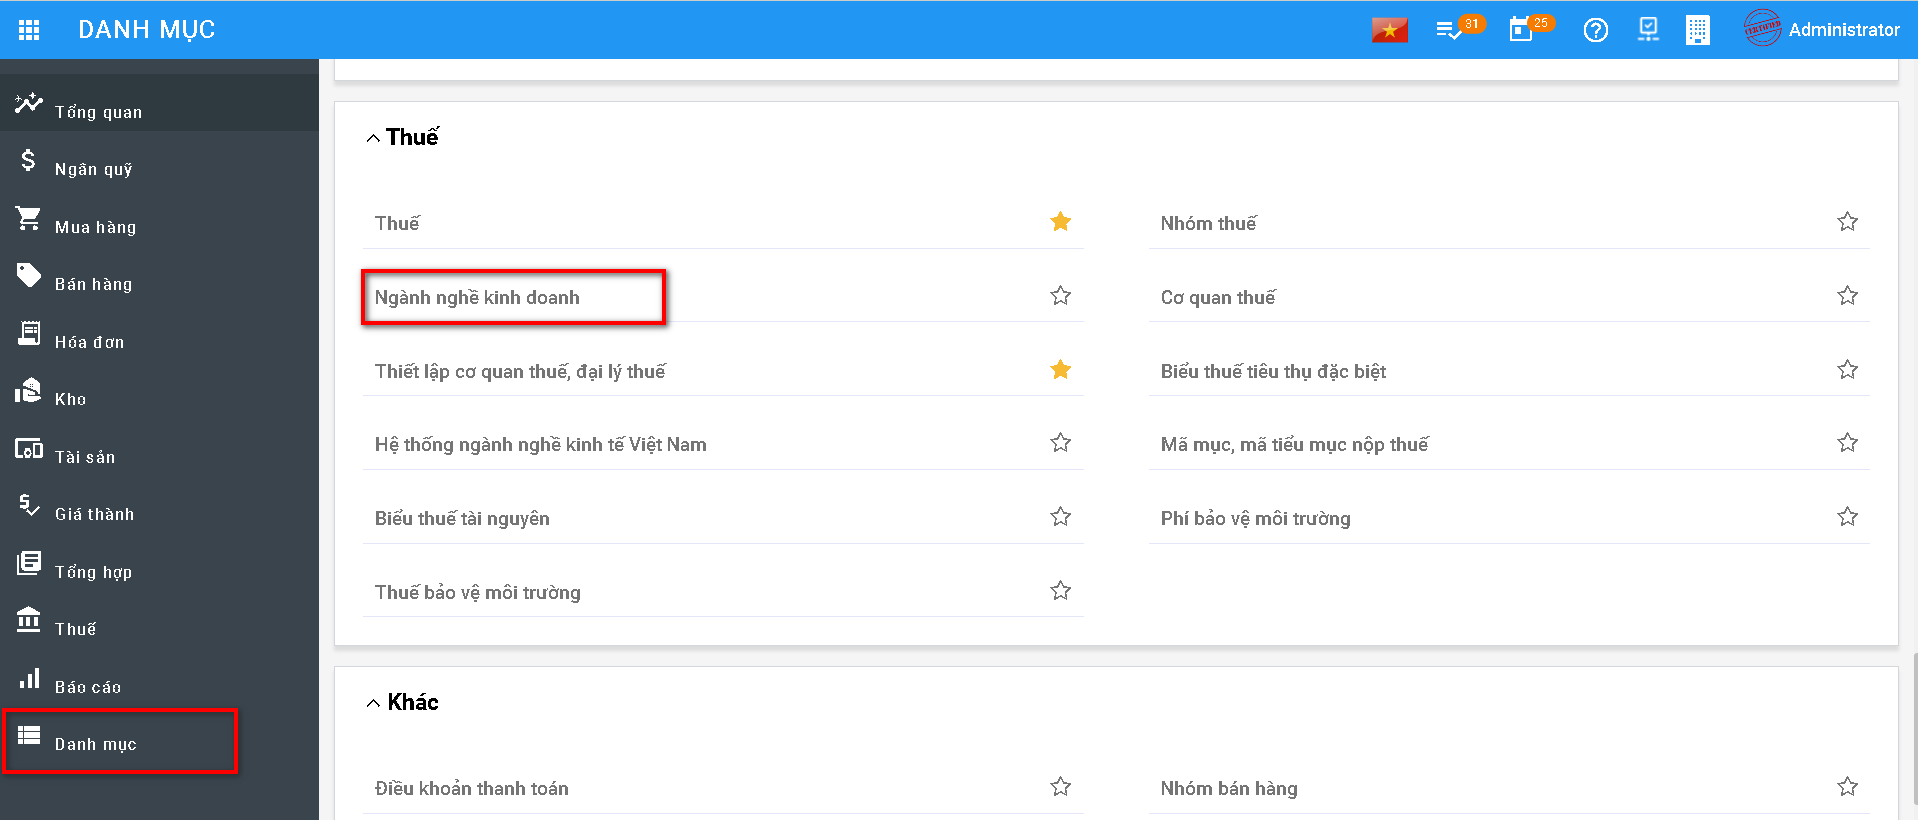 DANH MỤC
31
25
CERTIFIED
Administrator
Tổng quan
Ngân quỹ
Mua hàng
Bán hàng
Hóa đơn
Kho
Tài sản
Giá thành
Tổng hợp
Thuế
Báo cáo
Danh mục
Thuế
Thuế
Nhóm thuế
Ngành nghề kinh doanh
Cơ quan thuế
Thiết lập cơ quan thuế, đại lý thuế
Biểu thuế tiêu thụ đặc biệt
Hệ thống ngành nghề kinh tế Việt Nam
Mã mục, mã tiểu mục nộp thuế
Biểu thuế tài nguyên
Phí bảo vệ môi trường
Thuế bảo vệ môi trường
Khác
Điều khoản thanh toán
Nhóm bán hàng